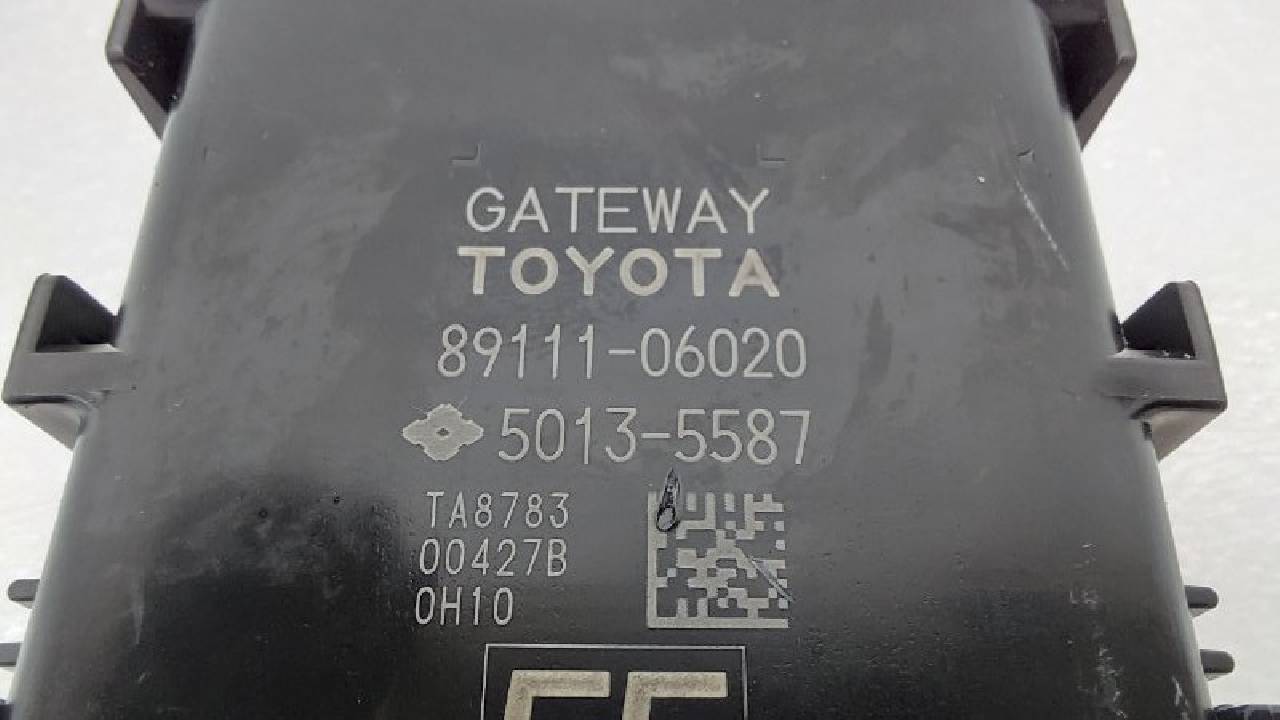 GATEWAY
TOYOTA
89111-06020
5013-5587
TA8783
00427B
0H10